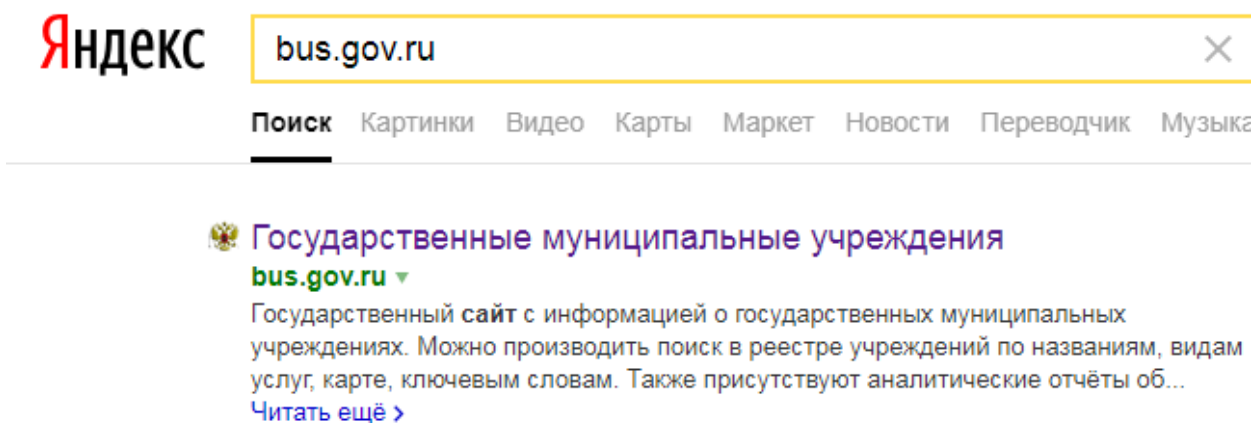 Яндекс
bus.gov.ru
Поиск Картинки Видео Карты Маркет Новости Переводчик Музыка
Государственные муниципальные учреждения
bus.gov.ru
Государственный сайт с информацией о государственных муниципальных
учреждениях. Можно производить поиск в реестре учреждений по названиям, видам
услуг, карте, ключевым словам. Также присутствуют аналитические отчёты об...
Читать ещё >